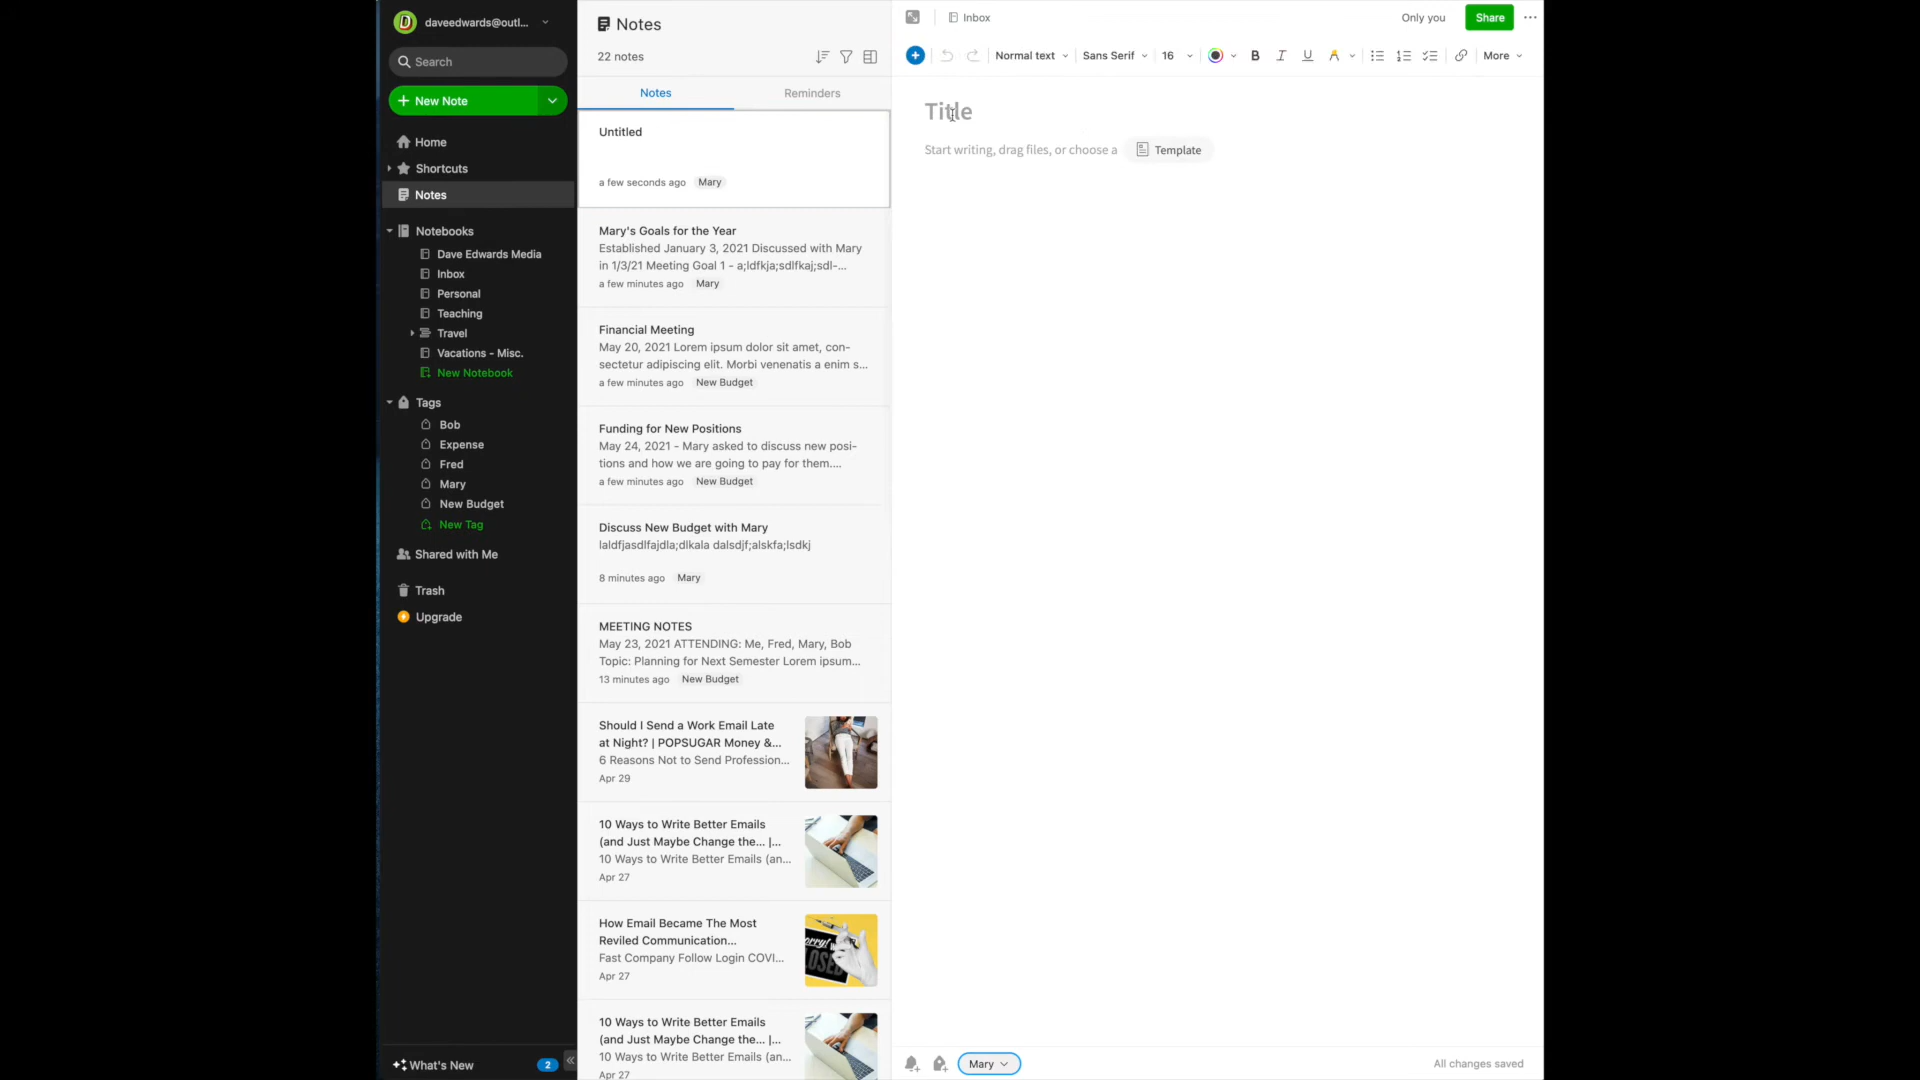 daveedwards@outl...
Search
New Note
Home
Shortcuts
Notes
Notebooks
Dave Edwards Media
Inbox
Personal
Teaching
Travel
Vacations - Misc.
New Notebook
Tags
Bob
Expense
Fred
Mary
New Budget
New Tag
Shared with Me
Trash
Upgrade
What's New
2
Notes
22 notes
Notes
Reminders
Untitled
a few seconds ago Mary
Mary's Goals for the Year
Established January 3, 2021 Discussed with Mary
in 1/3/21 Meeting Goal 1 - a;ldfkja;sdlfkaj;sdl-...
a few minutes ago Mary
Financial Meeting
May 20, 2021 Lorem ipsum dolor sit amet, con-
sectetur adipiscing elit. Morbi venenatis a enim s...
a few minutes ago New Budget
Funding for New Positions
May 24, 2021 - Mary asked to discuss new posi-
tions and how we are going to pay for them....
a few minutes ago New Budget
Discuss New Budget with Mary
laldfjasdlfajdla;dlkala dalsdjf;alskfa;lsdkj
8 minutes ago Mary
MEETING NOTES
May 23, 2021 ATTENDING: Me, Fred, Mary, Bob
Topic: Planning for Next Semester Lorem ipsum...
13 minutes ago New Budget
Should I Send a Work Email Late
at Night? | POPSUGAR Money &...
6 Reasons Not to Send Profession...
Apr 29
10 Ways to Write Better Emails
(and Just Maybe Change the... |...
10 Ways to Write Better Emails (an...
Apr 27
How Email Became The Most
Reviled Communication...
Fast Company Follow Login COVI...
Apr 27
10 Ways to Write Better Emails
(and Just Maybe Change the... |...
10 Ways to Write Better Emails (an...
Apr 27
Inbox
Only you
Share
Normal text
Sans Serif
16
B I U A
More
Title
Start writing, drag files, or choose a Template
Mary
All changes saved